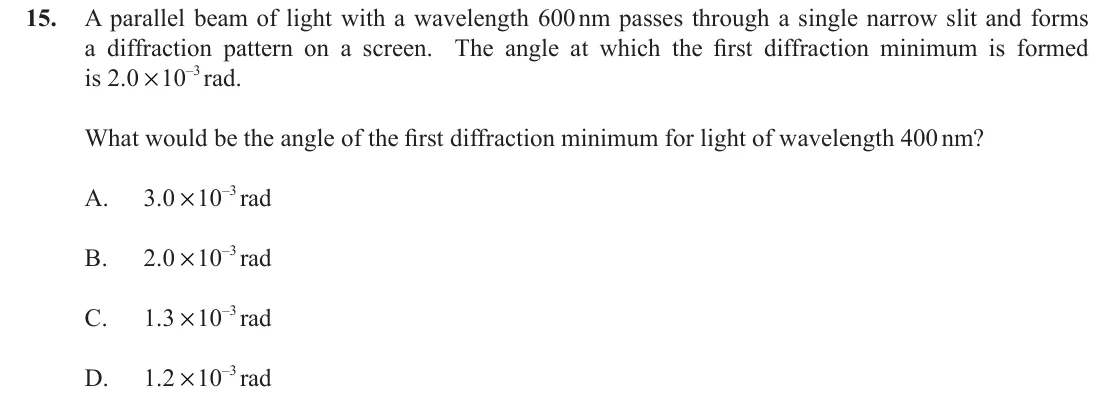 15. A parallel beam of light with a wavelength 600 nm passes through a single narrow slit and forms
a diffraction pattern on a screen. The angle at which the first diffraction minimum is formed
is 2.0×10⁻³ rad.
What would be the angle of the first diffraction minimum for light of wavelength 400 nm?
A. 3.0×10⁻³ rad
B. 2.0×10⁻³ rad
C. 1.3×10⁻³ rad
D. 1.2×10⁻³ rad